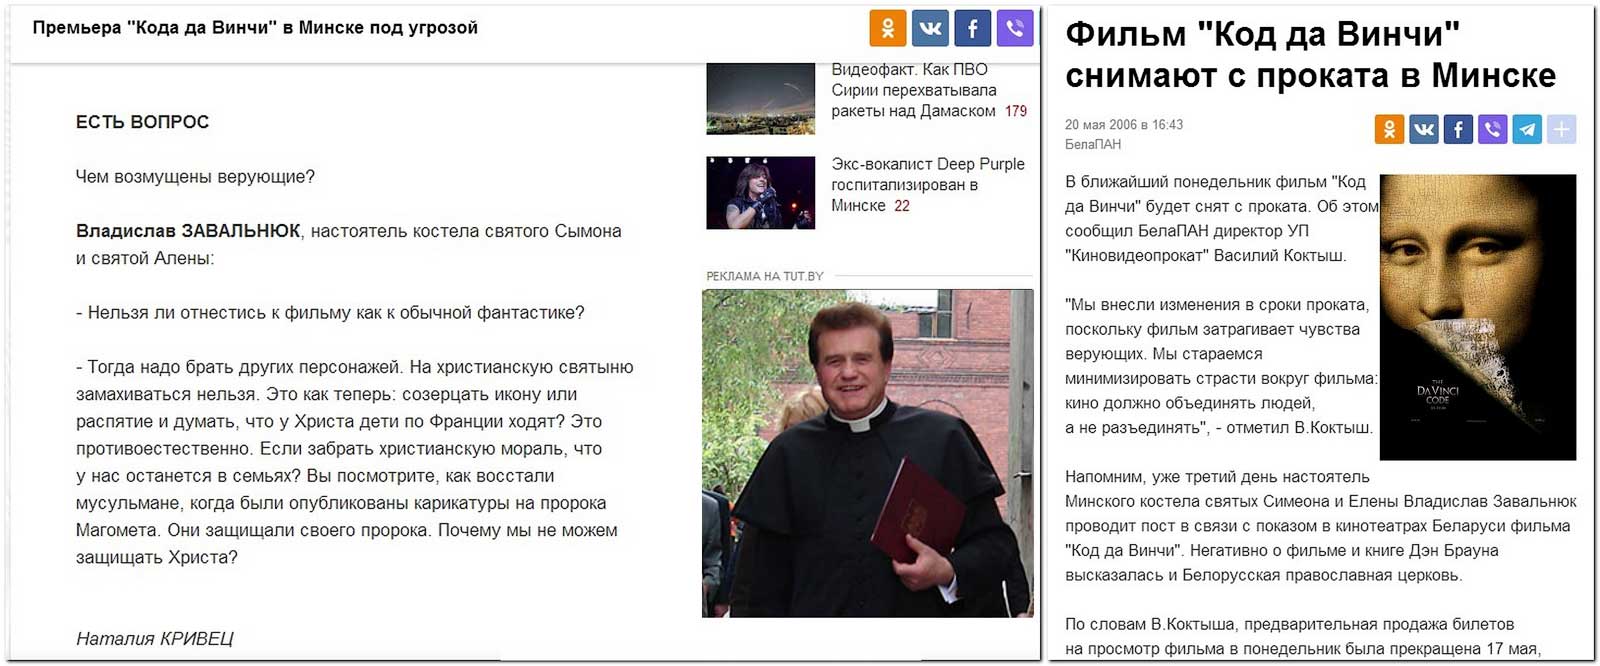 Премьера "Кода да Винчи" в Минске под угрозой
ЕСТЬ ВОПРОС
Чем возмущены верующие?
Владислав ЗАВАЛЬНЮК, настоятель костела святого Сымона
и святой Алены:
- Нельзя ли отнестись к фильму как к обычной фантастике?
- Тогда надо брать других персонажей. На христианскую святыню
замахиваться нельзя. Это как теперь: созерцать икону или
распятие и думать, что у Христа дети по Франции ходят? Это
противоестественно. Если забрать христианскую мораль, что
у нас останется в семьях? Вы посмотрите, как восстали
мусульмане, когда были опубликованы карикатуры на пророка
Магомета. Они защищали своего пророка. Почему мы не можем
защищать Христа?
Наталия КРИВЕЦ
Видеофакт. Как ПВО
Сирии перехватывала
ракеты над Дамаском 179
Экс-вокалист Deep Purple
госпитализирован в
Минске 22
РЕКЛАМА НА TUT.BY
Фильм "Код да Винчи"
снимают с проката в Минске
20 мая 2006 в 16:43
БелаПАН
В ближайший понедельник фильм "Код
да Винчи" будет снят с проката. Об этом
сообщил БелаПАН директор УП
"Киновидеопрокат" Василий Коктыш.
"Мы внесли изменения в сроки проката,
поскольку фильм затрагивает чувства
верующих. Мы стараемся
минимизировать страсти вокруг фильма:
кино должно объединять людей,
а не разъединять", - отметил В.Коктыш.
THE
DA VINCI
CODE
Напомним, уже третий день настоятель
Минского костела святых Симеона и Елены Владислав Завальнюк
проводит пост в связи с показом в кинотеатрах Беларуси фильма
"Код да Винчи". Негативно о фильме и книге Дэн Брауна
высказалась и Белорусская православная церковь.
По словам В.Коктыша, предварительная продажа билетов
на просмотр фильма в понедельник была прекращена 17 мая,